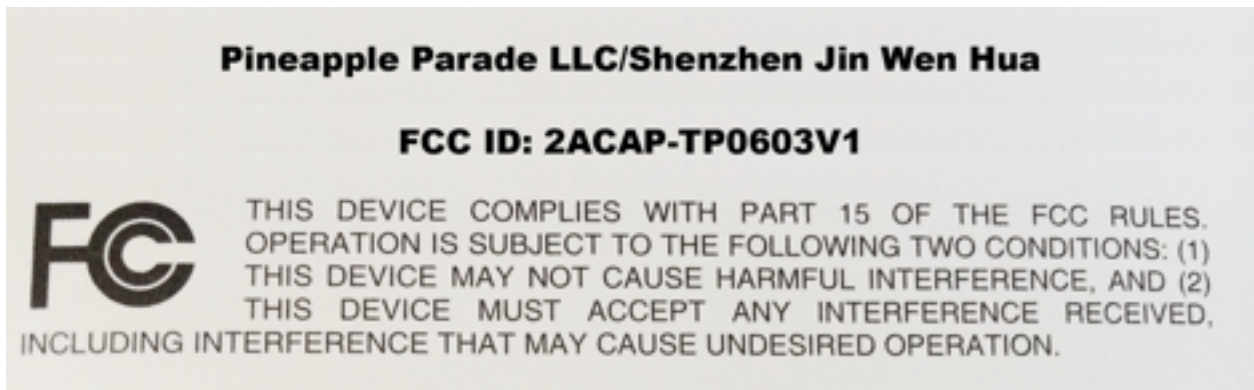 Pineapple Parade LLC/Shenzhen Jin Wen Hua
FCC ID: 2ACAP-TP0603V1
FC
THIS DEVICE COMPLIES WITH PART 15 OF THE FCC RULES.
OPERATION IS SUBJECT TO THE FOLLOWING TWO CONDITIONS: (1)
THIS DEVICE MAY NOT CAUSE HARMFUL INTERFERENCE, AND (2)
THIS DEVICE MUST ACCEPT ANY INTERFERENCE RECEIVED,
INCLUDING INTERFERENCE THAT MAY CAUSE UNDESIRED OPERATION.